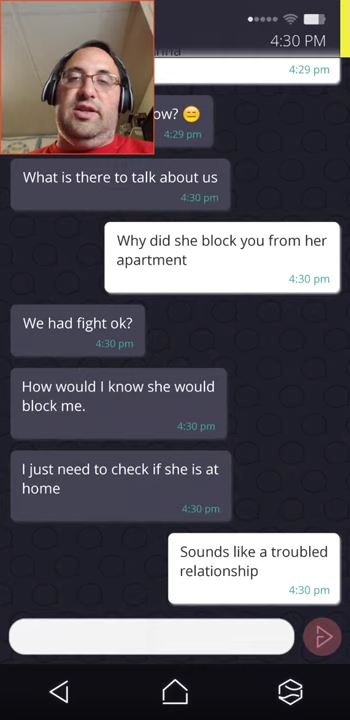 4:30 PM
4:29 pm
ow? 😑
4:29 pm
What is there to talk about us
4:30 pm
Why did she block you from her
apartment
4:30 pm
We had fight ok?
4:30 pm
How would I know she would
block me.
4:30 pm
I just need to check if she is at
home
4:30 pm
Sounds like a troubled
relationship
4:30 pm